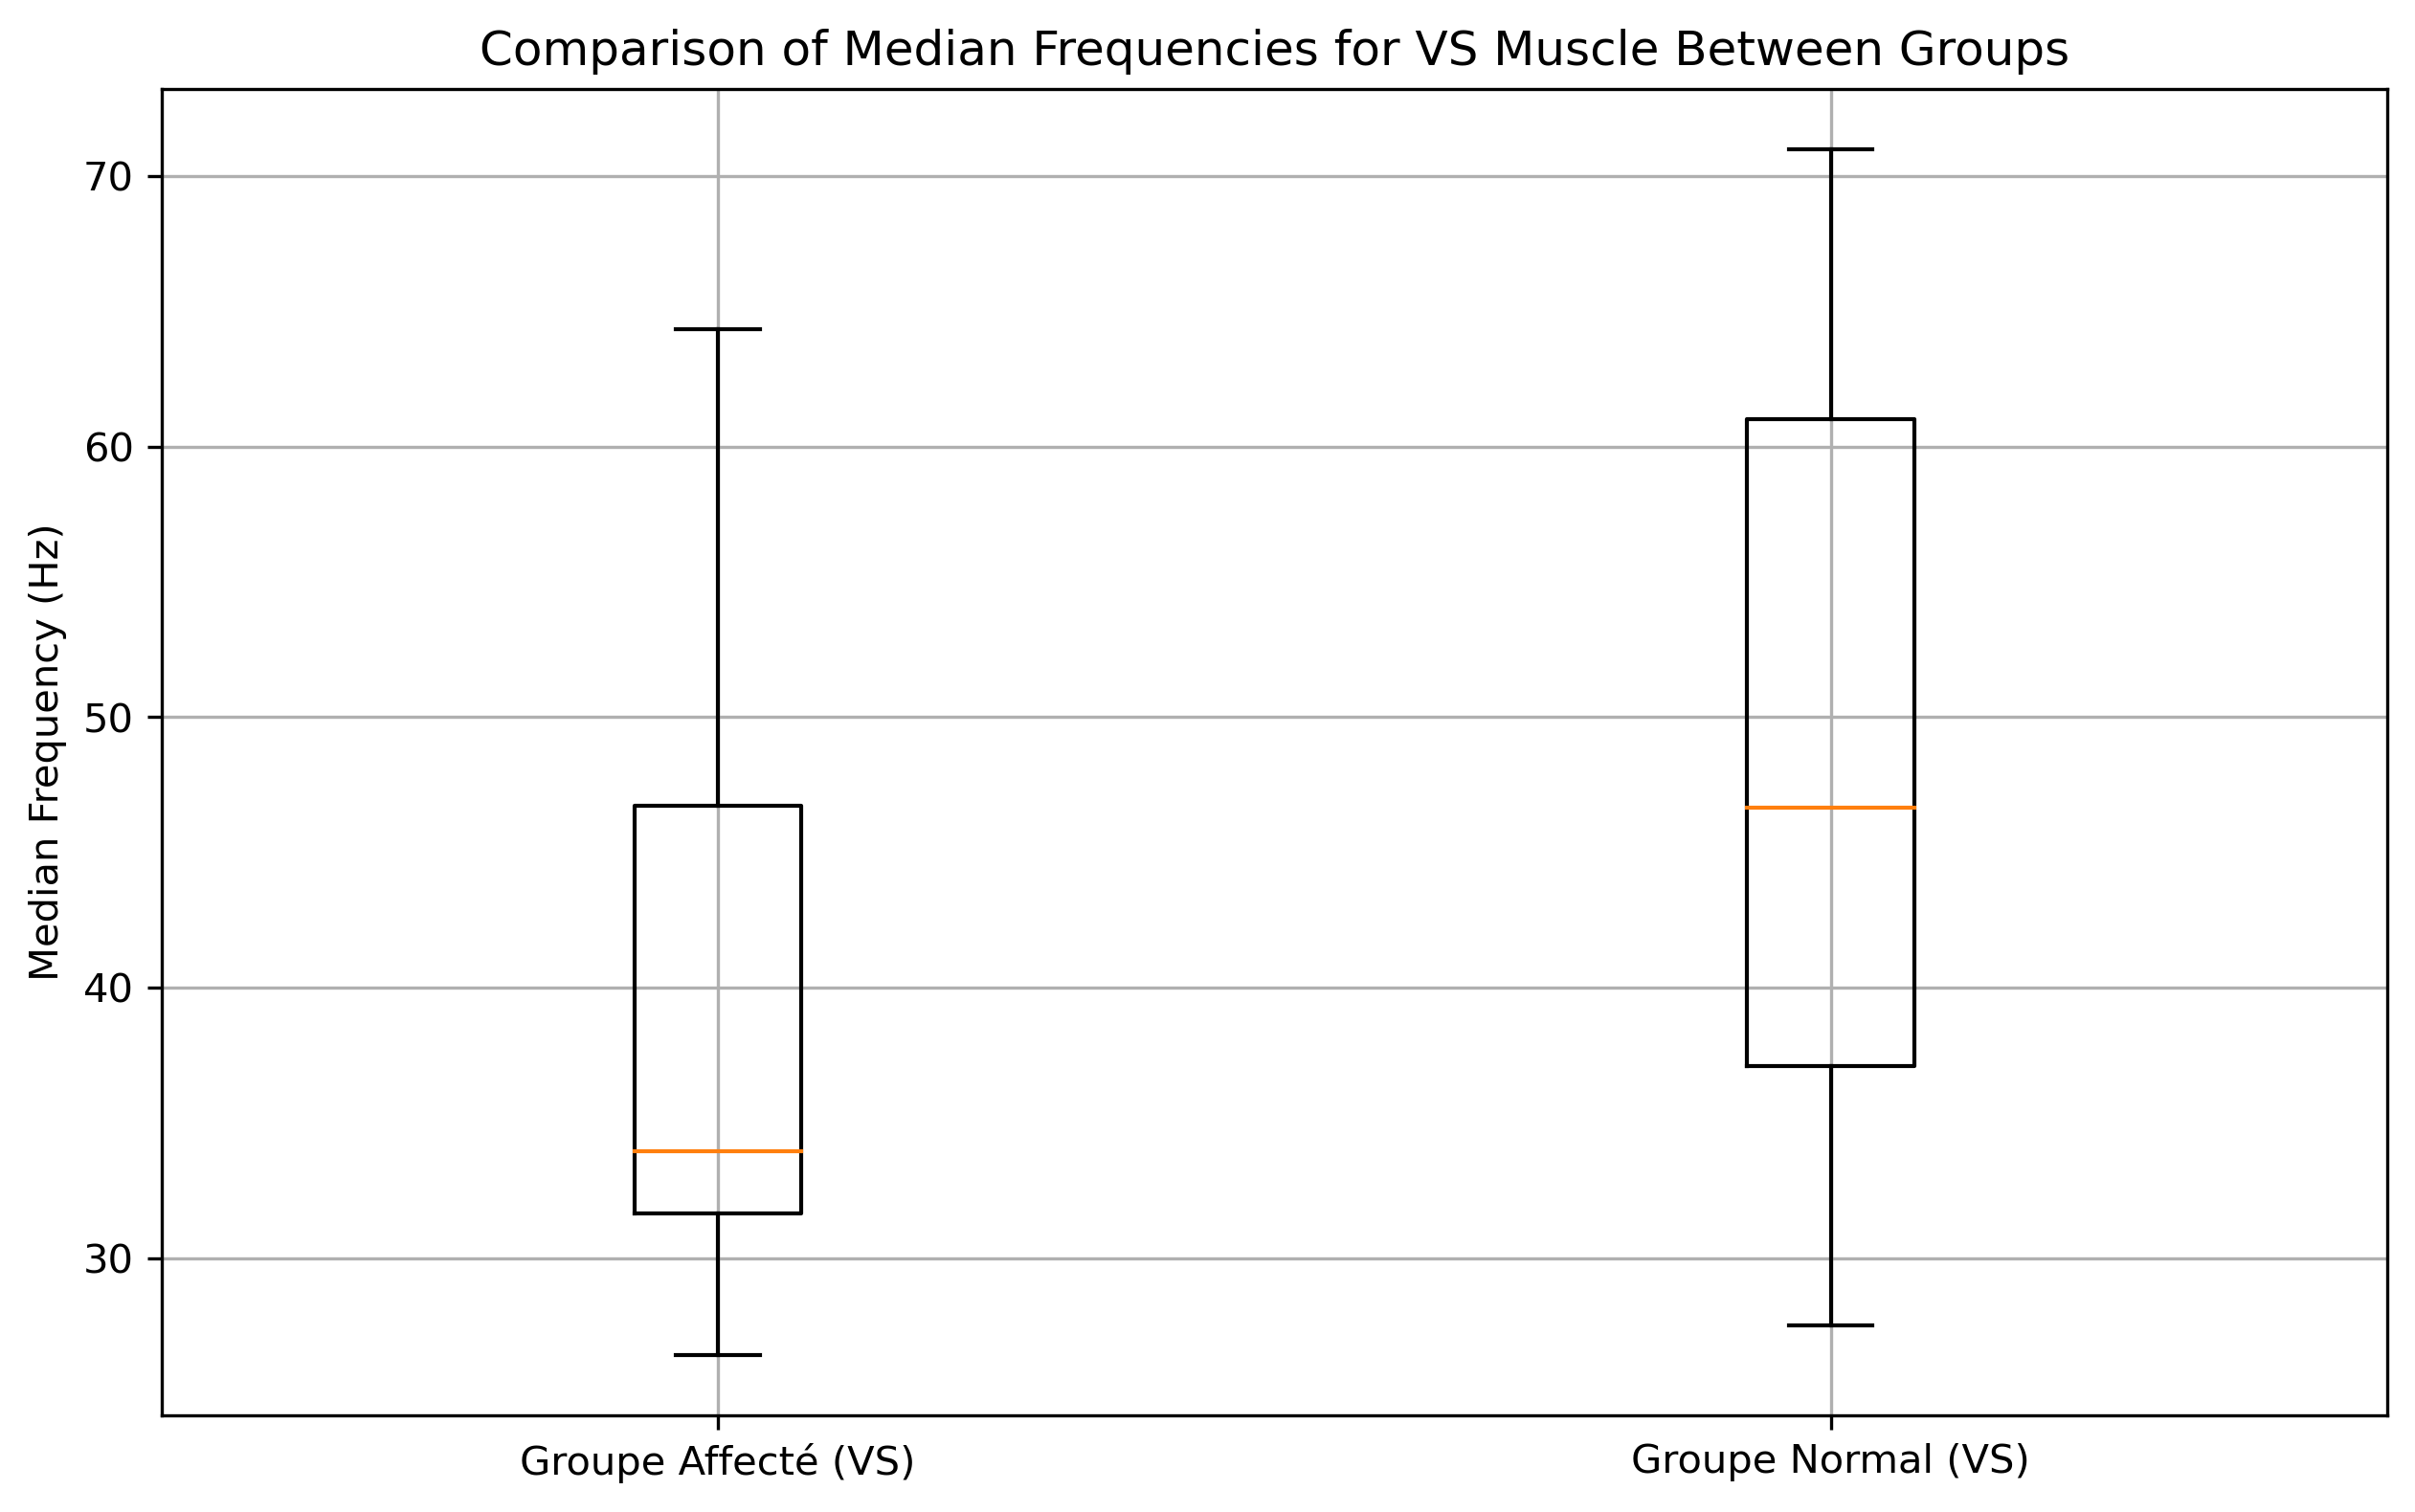 Comparison of Median Frequencies for VS Muscle Between Groups
Median Frequency (Hz)
70
60
50
40
30
Groupe Affecté (VS)
Groupe Normal (VS)